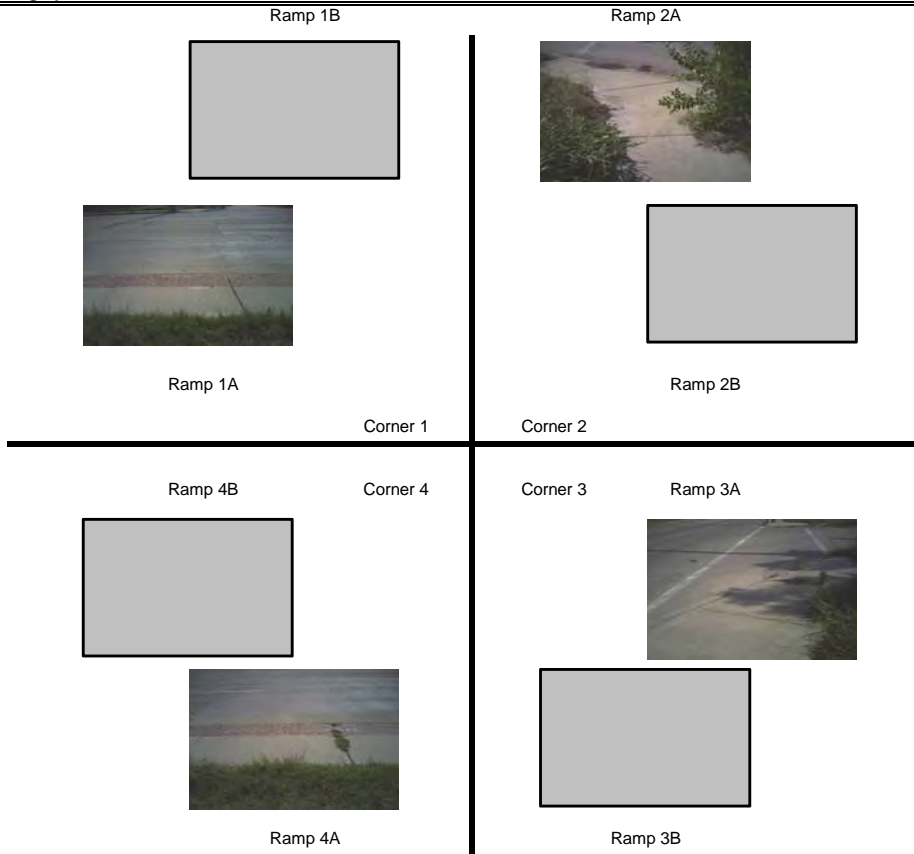 Ramp 1B Ramp 2A
Ramp 1A Ramp 2B
Corner 1 Corner 2
Ramp 4B Corner 4 Corner 3 Ramp 3A
Ramp 4A Ramp 3B